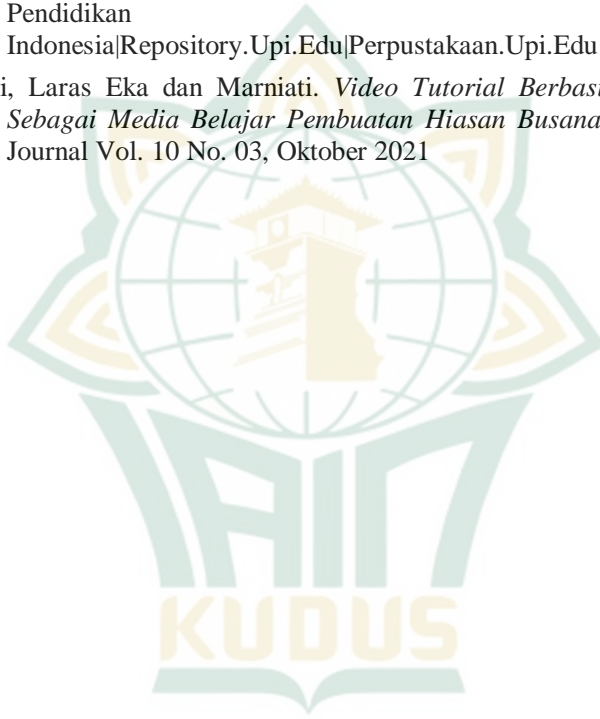 Pendidikan
Indonesia|Repository.Upi.Edu|Perpustakaan.Upi.Edu
i, Laras Eka dan Marniati. Video Tutorial Berbasi
Sebagai Media Belajar Pembuatan Hiasan Busana
Journal Vol. 10 No. 03, Oktober 2021
IAIN
KUDUS